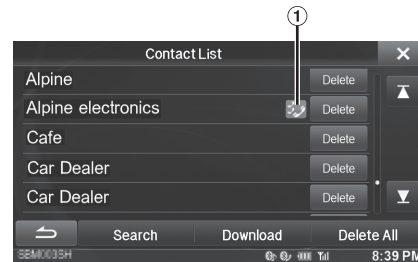 ①
Contact List
Alpine Delete
Alpine electronics Delete
Cafe Delete
Car Dealer Delete
Car Dealer Delete
Search Download Delete All
SBM003SH 8:39 PM